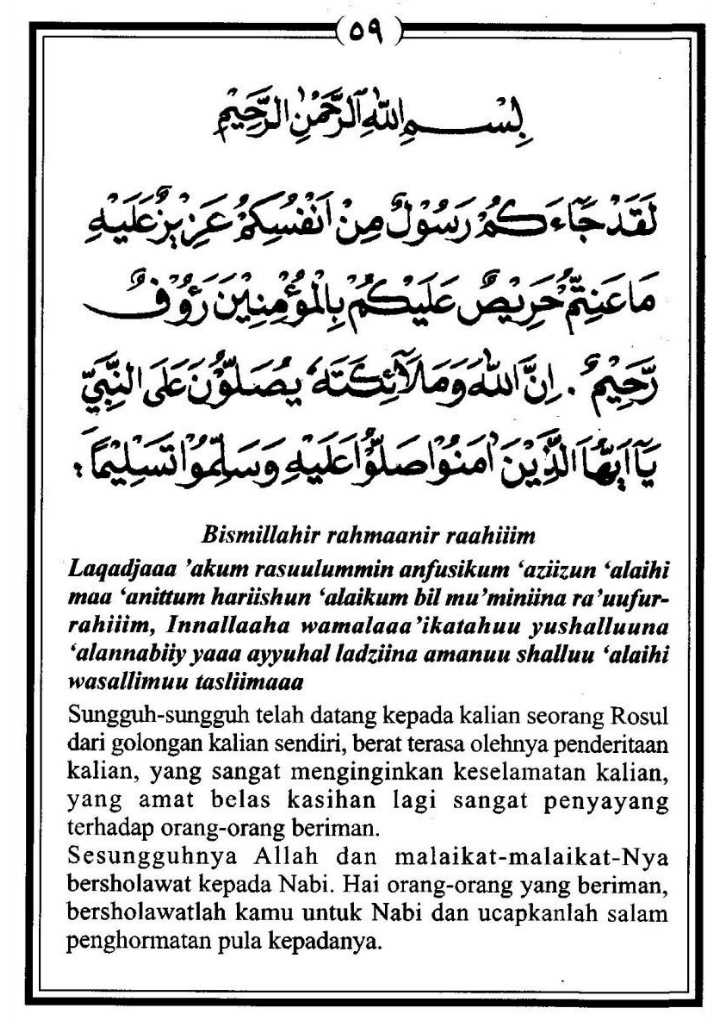 (٥٩)
بِسْمِ اللهِ الرَّحْمٰنِ الرَّحِيْمِ
لَقَدْ جَآءَكُمْ رَسُوْلٌ مِنْ اَنْفُسِكُمْ عَزِيْزٌ عَلَيْهِ
مَا عَنِتُّمْ حَرِيْصٌ عَلَيْكُمْ بِالْمُؤْمِنِيْنَ رَؤُوْفٌ
رَّحِيْمٌ . اِنَّ اللهَ وَمَلَآئِكَتَهُ يُصَلُّوْنَ عَلَى النَّبِيِّ
يَآ اَيُّهَا الَّذِيْنَ اٰمَنُوْا صَلُّوْا عَلَيْهِ وَسَلِّمُوْا تَسْلِيْمًا ؛
Bismillahir rahmaanir raahiiim
Laqadjaaa ’akum rasuulummin anfusikum ‘aziizun ‘alaihi
maa ‘anittum hariishun ‘alaikum bil mu’miniina ra’uufur-
rahiiim, Innallaaha wamalaaa’ikatahuu yushalluuna
‘alannabiiy yaaa ayyuhal ladziina amanuu shalluu ‘alaihi
wasallimuu tasliimaaa
Sungguh-sungguh telah datang kepada kalian seorang Rosul
dari golongan kalian sendiri, berat terasa olehnya penderitaan
kalian, yang sangat menginginkan keselamatan kalian,
yang amat belas kasihan lagi sangat penyayang
terhadap orang-orang beriman.
Sesungguhnya Allah dan malaikat-malaikat-Nya
bersholawat kepada Nabi. Hai orang-orang yang beriman,
bersholawatlah kamu untuk Nabi dan ucapkanlah salam
penghormatan pula kepadanya.